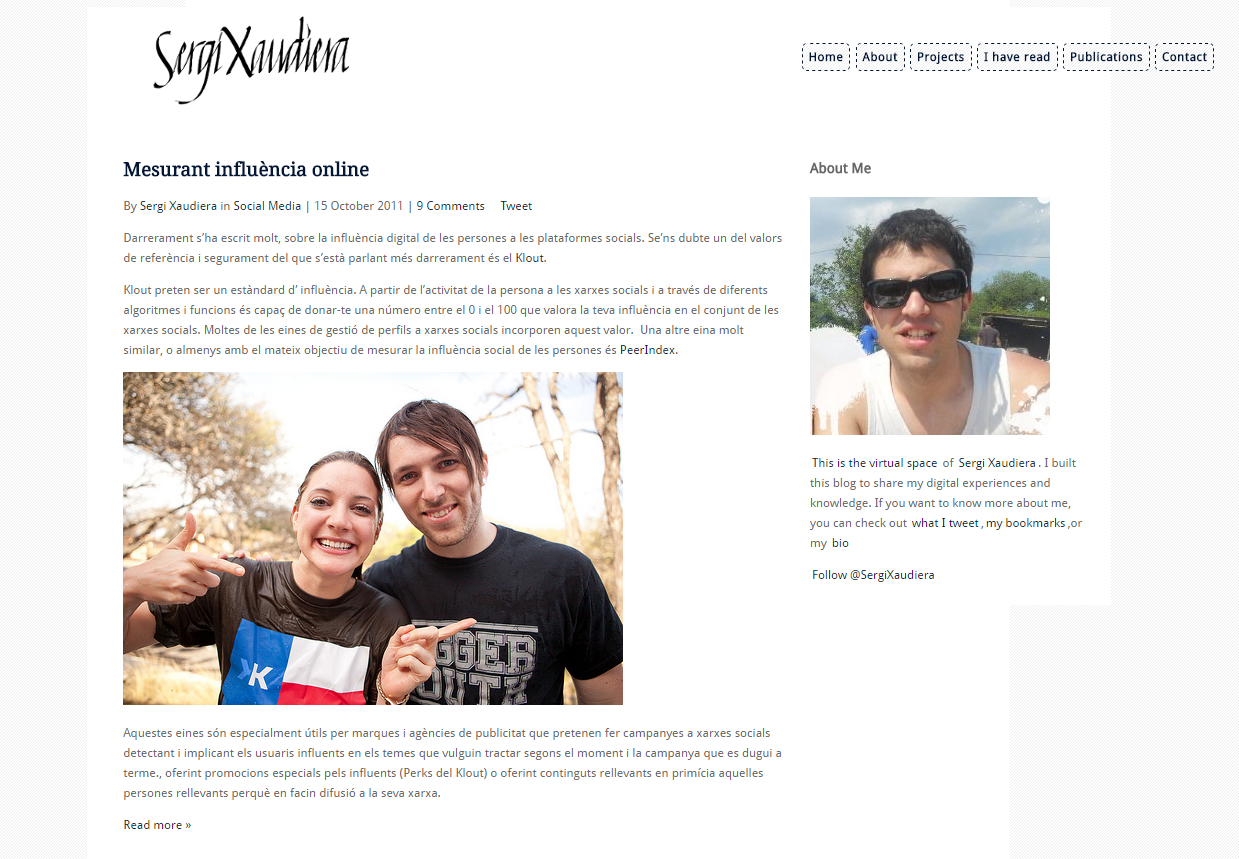 Sergi Xaudiera
Home About Projects I have read Publications Contact
Mesurant influència online
By Sergi Xaudiera in Social Media | 15 October 2011 | 9 Comments Tweet
Darrerament s’ha escrit molt, sobre la influència digital de les persones a les plataformes socials. Se’ns dubte un del valors
de referència i segurament del que s’està parlant més darrerament és el Klout.
Klout preten ser un estàndard d’ influència. A partir de l’activitat de la persona a les xarxes socials i a través de diferents
algoritmes i funcions és capaç de donar-te una número entre el 0 i el 100 que valora la teva influència en el conjunt de les
xarxes socials. Moltes de les eines de gestió de perfils a xarxes socials incorporen aquest valor.  Una altre eina molt
similar, o almenys amb el mateix objectiu de mesurar la influència social de les persones és PeerIndex.
K
Aquestes eines són especialment útils per marques i agències de publicitat que pretenen fer campanyes a xarxes socials
detectant i implicant els usuaris influents en els temes que vulguin tractar segons el moment i la campanya que es dugui a
terme., oferint promocions especials pels influents (Perks del Klout) o oferint continguts rellevants en primícia aquelles
persones rellevants perquè en facin difusió a la seva xarxa.
Read more »
About Me
This is the virtual space of Sergi Xaudiera . I built
this blog to share my digital experiences and
knowledge. If you want to know more about me,
you can check out what I tweet , my bookmarks ,or
my bio
Follow @SergiXaudiera